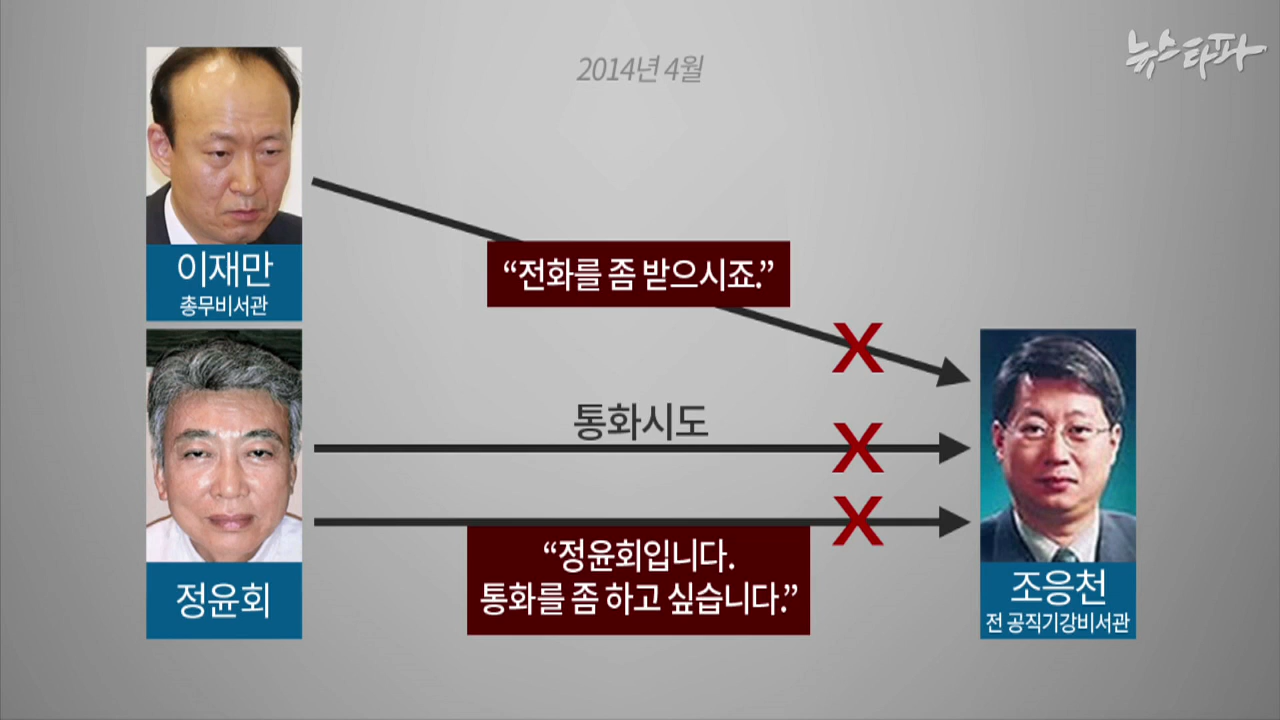 뉴스타파
2014년 4월
이재만
총무비서관
“전화를 좀 받으시죠.”
통화시도
“정윤회입니다.
통화를 좀 하고 싶습니다.”
정윤회
조응천
전 공직기강비서관